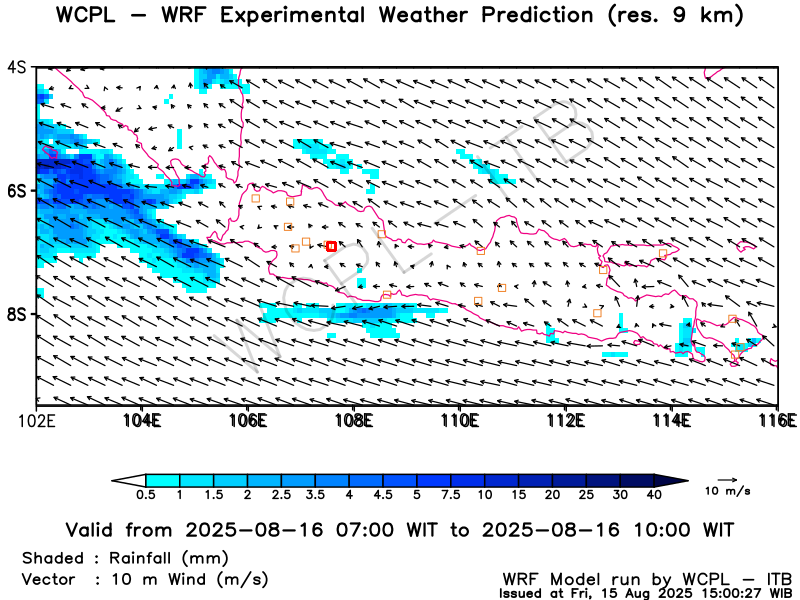 WCPL − WRF Experimental Weather Prediction (res. 9 km)
WCPL−ITB
4S
6S
8S
102E 104E 106E 108E 110E 112E 114E 116E
0.5 1 1.5 2 2.5 3.5 4 4.5 5 7.5 10 15 20 25 30 40
10 m/s
Valid from 2025−08−16 07:00 WIT to 2025−08−16 10:00 WIT
Shaded : Rainfall (mm)
Vector : 10 m Wind (m/s)
WRF Model run by WCPL − ITB
Issued at Fri, 15 Aug 2025 15:00:27 WIB